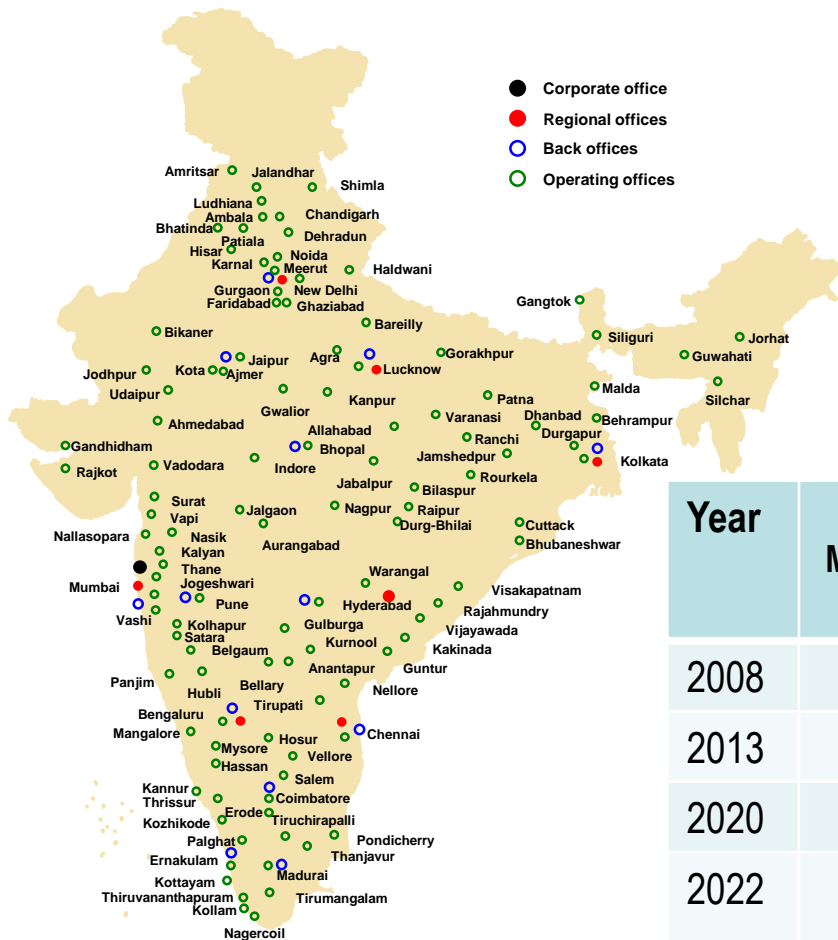 Corporate office
Regional offices
Back offices
Operating offices
Amritsar
Jalandhar
Shimla
Ludhiana
Ambala
Chandigarh
Bhatinda
Patiala
Dehradun
Hisar
Noida
Karnal
Meerut
Haldwani
Gurgaon
New Delhi
Faridabad
Ghaziabad
Gangtok
Bikaner
Bareilly
Siliguri
Jorhat
Jaipur
Agra
Gorakhpur
Guwahati
Jodhpur
Kota
Ajmer
Lucknow
Silchar
Udaipur
Gwalior
Kanpur
Patna
Malda
Ahmedabad
Varanasi
Dhanbad
Behrampur
Allahabad
Ranchi
Durgapur
Gandhidham
Bhopal
Jamshedpur
Kolkata
Rajkot
Vadodara
Indore
Jabalpur
Rourkela
Bilaspur
Surat
Jalgaon
Nagpur
Raipur
Vapi
Durg-Bhilai
Cuttack
Nallasopara
Nasik
Aurangabad
Bhubaneshwar
Kalyan
Thane
Warangal
Mumbai
Jogeshwari
Visakapatnam
Pune
Hyderabad
Rajahmundry
Vashi
Kolhapur
Gulburga
Vijayawada
Satara
Kurnool
Kakinada
Belgaum
Guntur
Panjim
Anantapur
Hubli
Bellary
Nellore
Tirupati
Bengaluru
Mangalore
Hosur
Chennai
Mysore
Vellore
Hassan
Salem
Kannur
Thrissur
Coimbatore
Erode
Kozhikode
Tiruchirapalli
Palghat
Pondicherry
Ernakulam
Thanjavur
Madurai
Kottayam
Thiruvananthapuram
Tirumangalam
Kollam
Nagercoil
Year
M
2008
2013
2020
2022